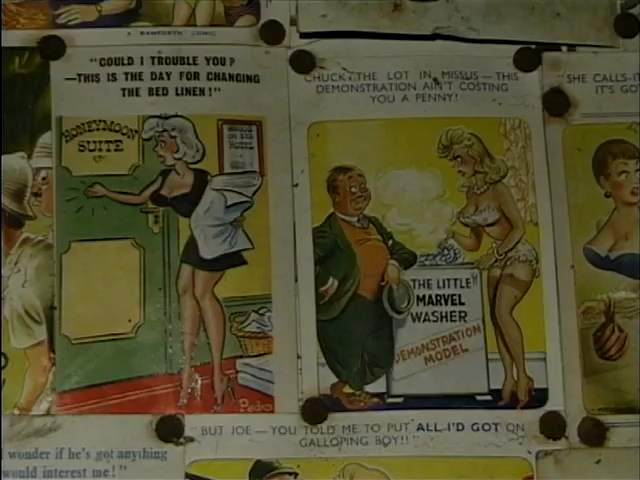 A BAMFORTH COMIC
"COULD I TROUBLE YOU?
—THIS IS THE DAY FOR CHANGING
THE BED LINEN!"
HONEYMOON
SUITE
Pedro
CHUCK THE LOT IN, MISSUS — THIS
DEMONSTRATION AIN'T COSTING
YOU A PENNY!
THE LITTLE
MARVEL
WASHER
DEMONSTRATION
MODEL
"SHE CALLS
IT'S GO
I wonder if he's got anything
would interest me!"
"BUT JOE — YOU TOLD ME TO PUT ALL I'D GOT ON
GALLOPING BOY!!"